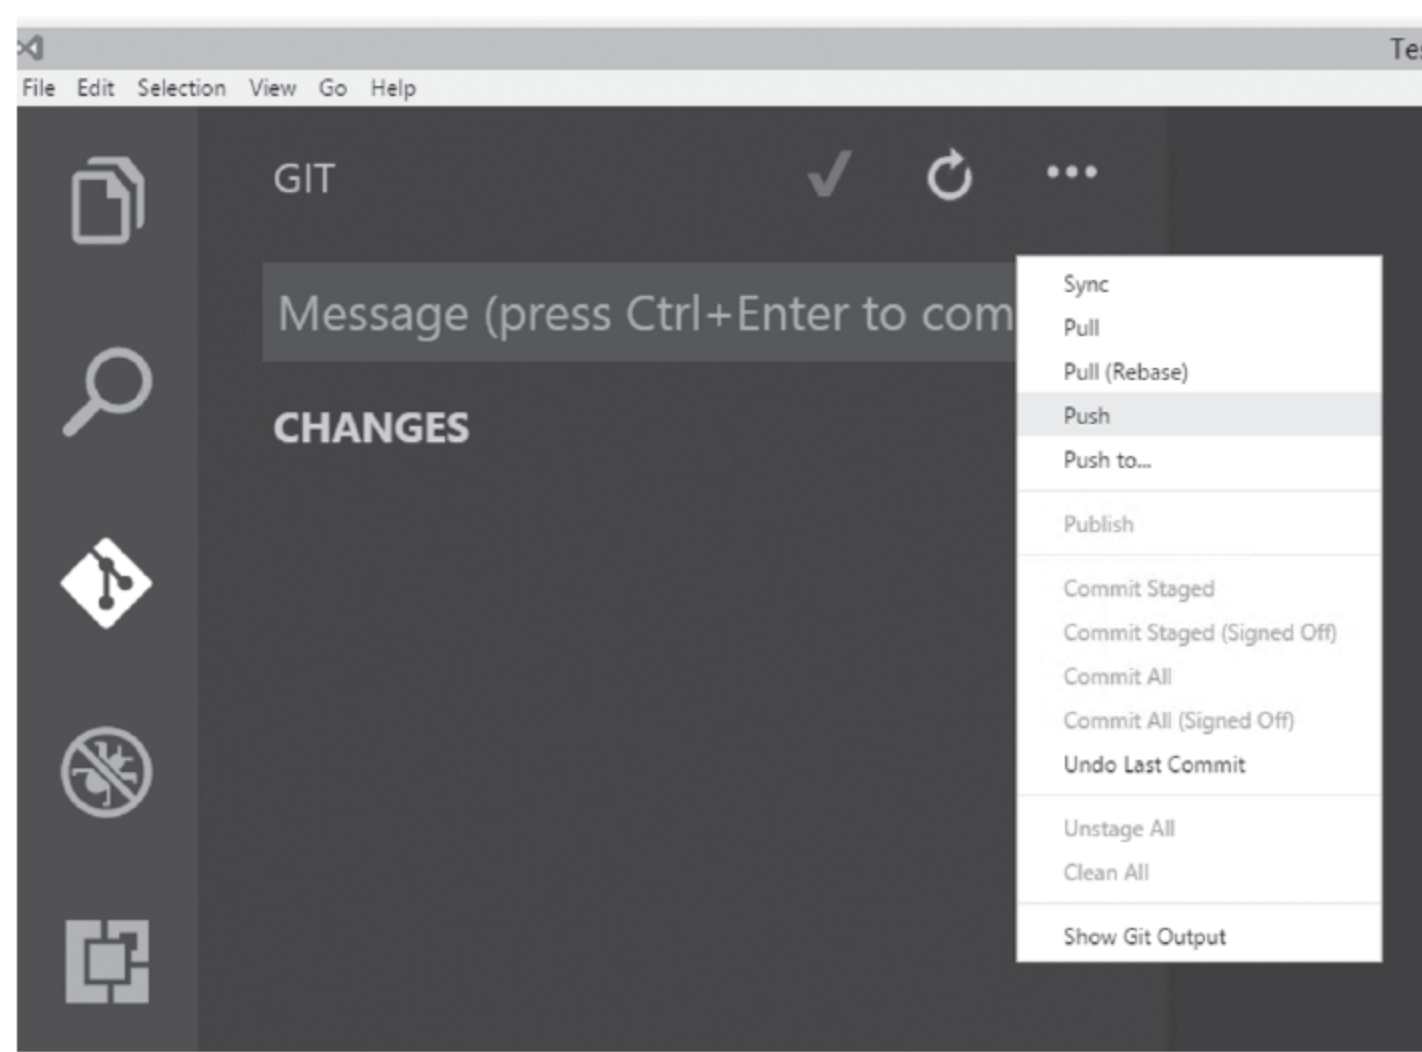 Tes
File Edit Selection View Go Help
GIT
Message (press Ctrl+Enter to com
CHANGES
Sync
Pull
Pull (Rebase)
Push
Push to...
Publish
Commit Staged
Commit Staged (Signed Off)
Commit All
Commit All (Signed Off)
Undo Last Commit
Unstage All
Clean All
Show Git Output